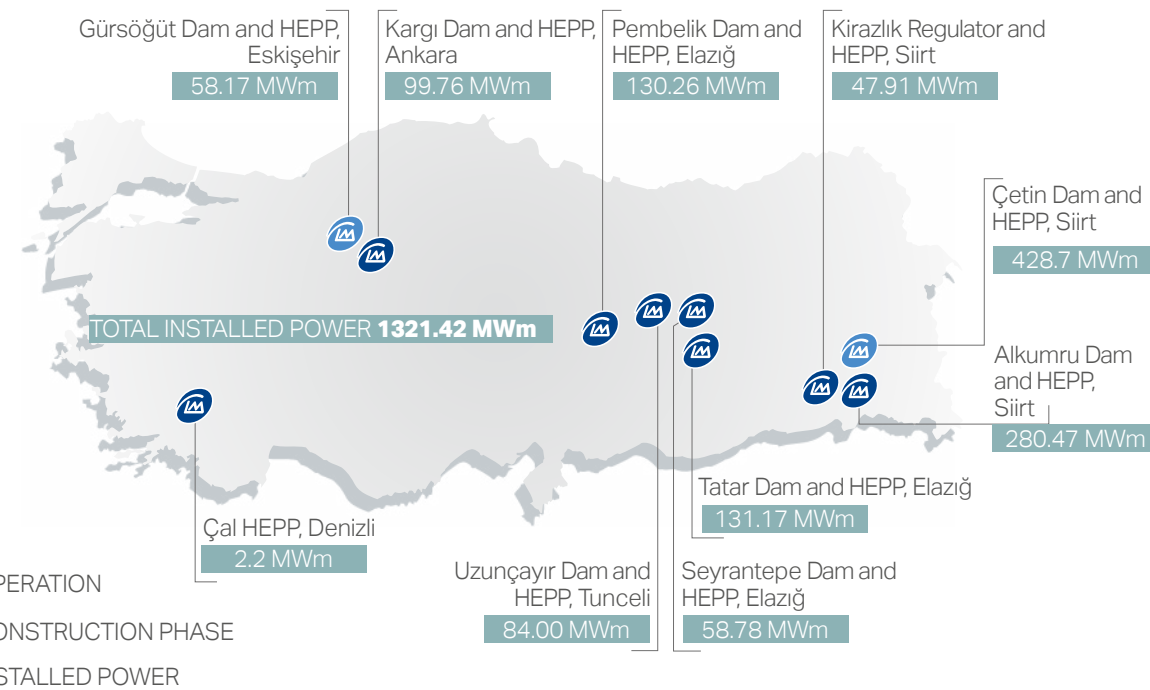 Gürsöğüt Dam and HEPP,
Eskişehir
58.17 MWm
Kargı Dam and HEPP,
Ankara
99.76 MWm
Pembelik Dam and
HEPP, Elazığ
130.26 MWm
Kirazlık Regulator and
HEPP, Siirt
47.91 MWm
Çetin Dam and
HEPP, Siirt
428.7 MWm
TOTAL INSTALLED POWER 1321.42 MWm
Alkumru Dam
and HEPP,
Siirt
280.47 MWm
Tatar Dam and HEPP, Elazığ
131.17 MWm
Çal HEPP, Denizli
2.2 MWm
Uzunçayır Dam and
HEPP, Tunceli
84.00 MWm
Seyrantepe Dam and
HEPP, Elazığ
58.78 MWm
PERATION
ONSTRUCTION PHASE
STALLED POWER